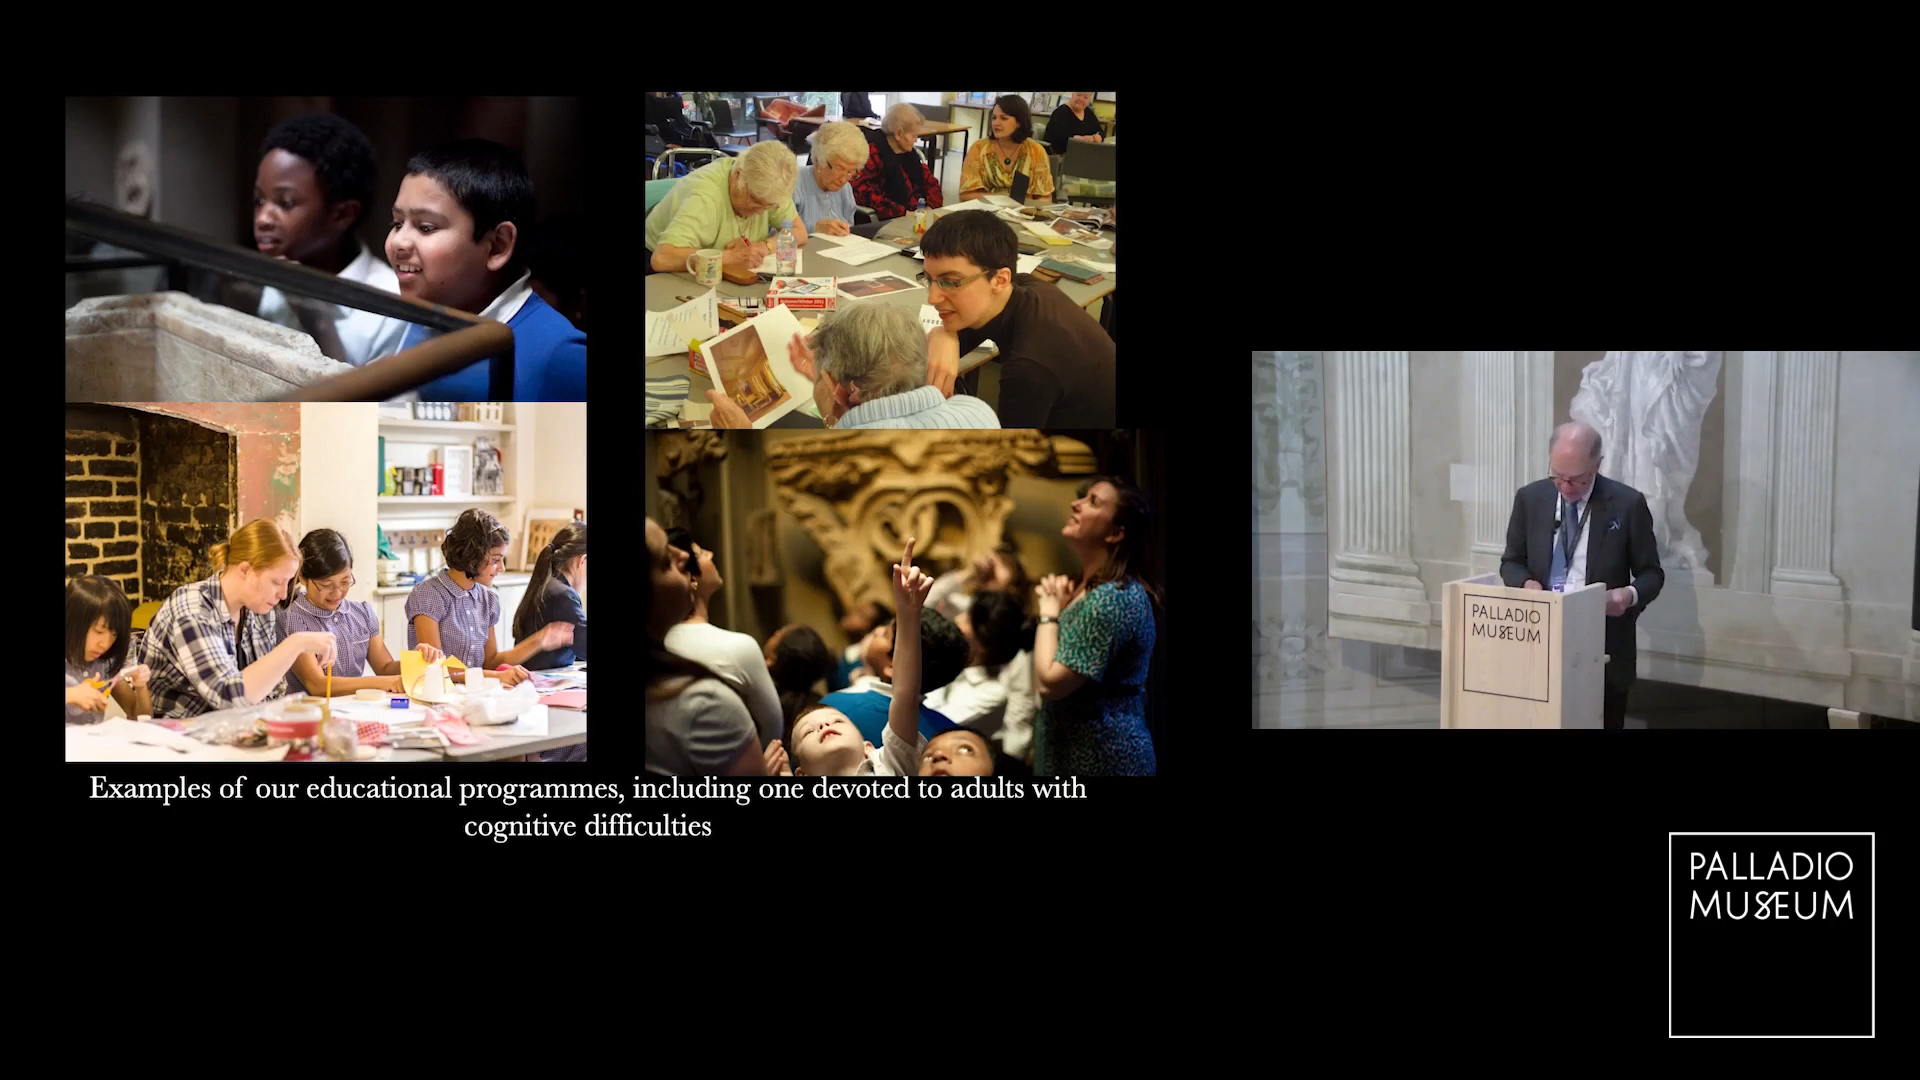 Examples of our educational programmes, including one devoted to adults with
cognitive difficulties
PALLADIO
MUSEUM
PALLADIO
MUSEUM